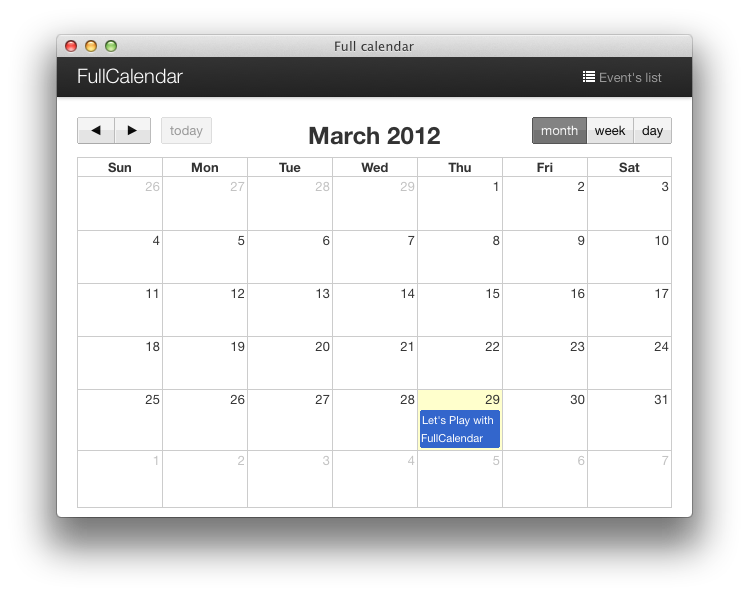 Full calendar
FullCalendar
Event's list
today
March 2012
month week day
Sun Mon Tue Wed Thu Fri Sat
26 27 28 29 1 2 3
4 5 6 7 8 9 10
11 12 13 14 15 16 17
18 19 20 21 22 23 24
25 26 27 28 29 30 31
Let's Play with
FullCalendar
1 2 3 4 5 6 7